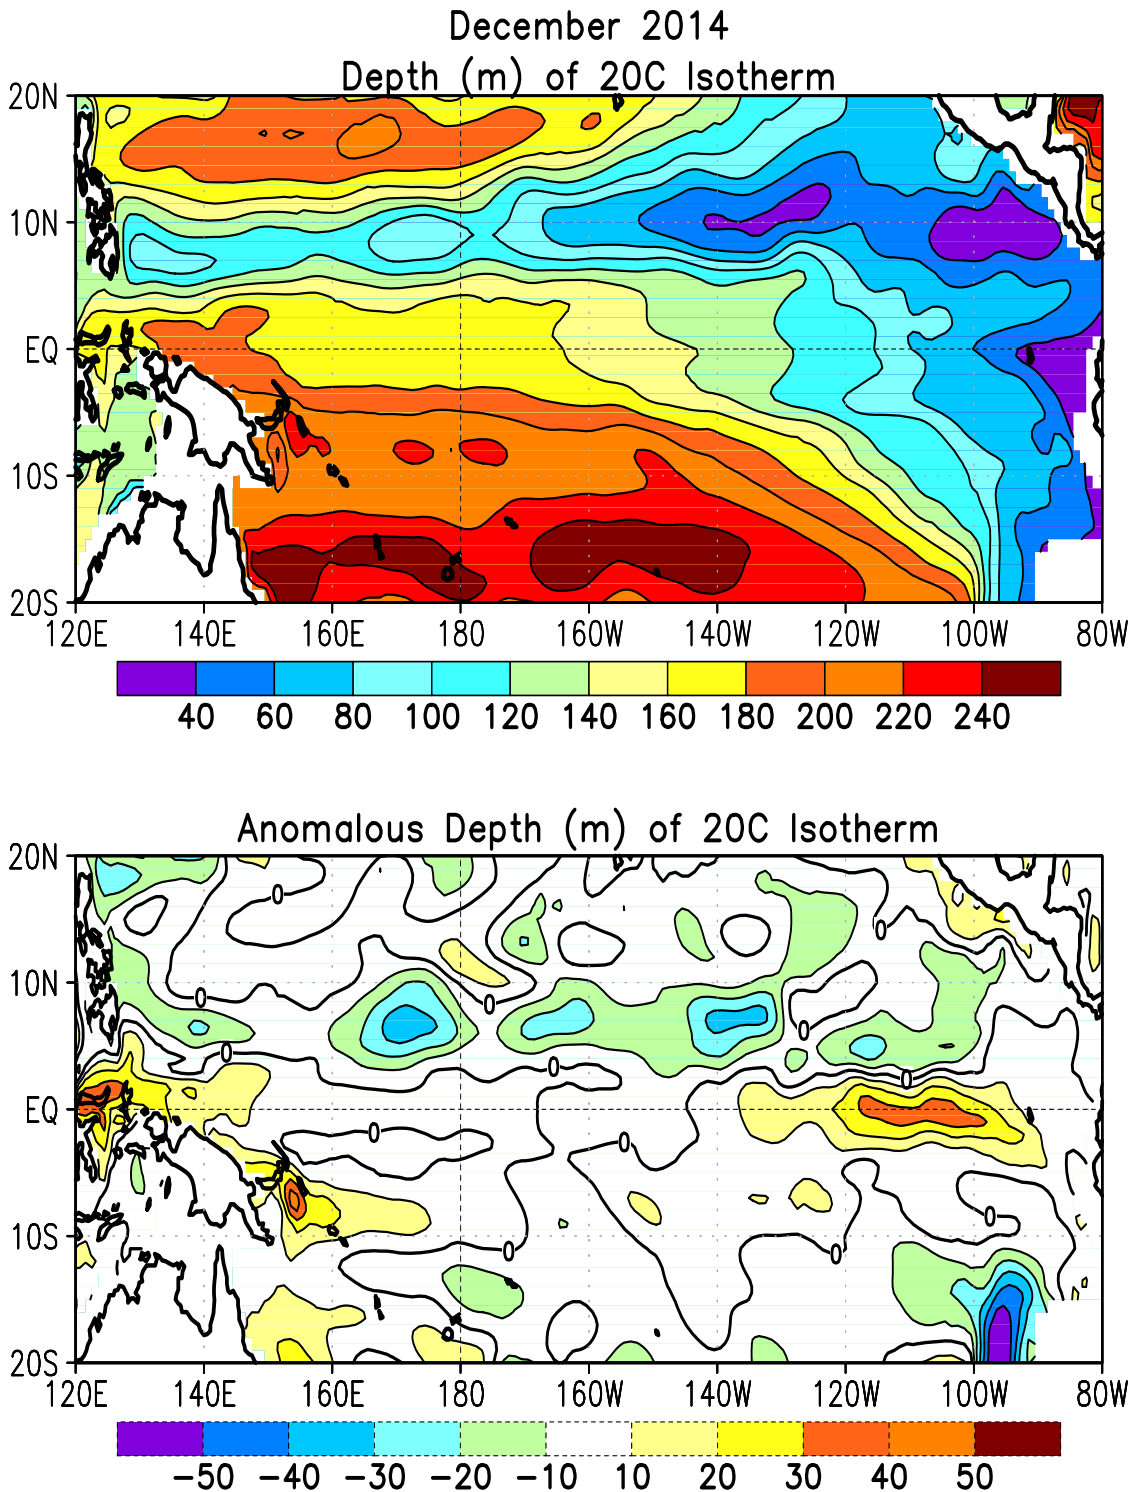 December 2014
Depth (m) of 20C Isotherm
20N
10N
EQ
10S
20S
120E 140E 160E 180 160W 140W 120W 100W 80W
40 60 80 100 120 140 160 180 200 220 240
Anomalous Depth (m) of 20C Isotherm
20N
0
0
10N
0 0
0
0 0 0
EQ
0 0
0
10S
0 0
20S
120E 140E 160E 180 160W 140W 120W 100W 80W
-50 -40 -30 -20 -10 10 20 30 40 50